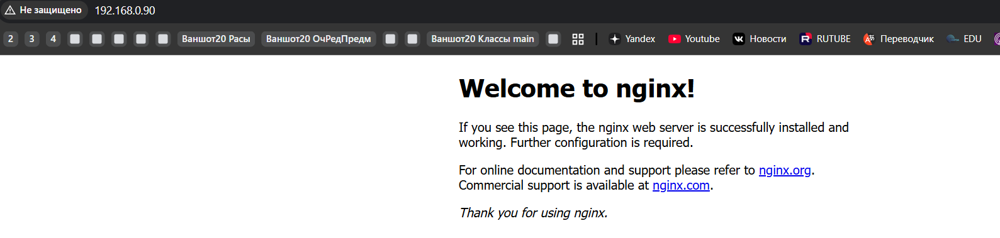 Не защищено 192.168.0.90
2 3 4 Ваншот20 Расы Ваншот20 ОчРедПредм Ваншот20 Классы main Yandex Youtube Новости RUTUBE Переводчик EDU
Welcome to nginx!
If you see this page, the nginx web server is successfully installed and
working. Further configuration is required.
For online documentation and support please refer to nginx.org.
Commercial support is available at nginx.com.
Thank you for using nginx.